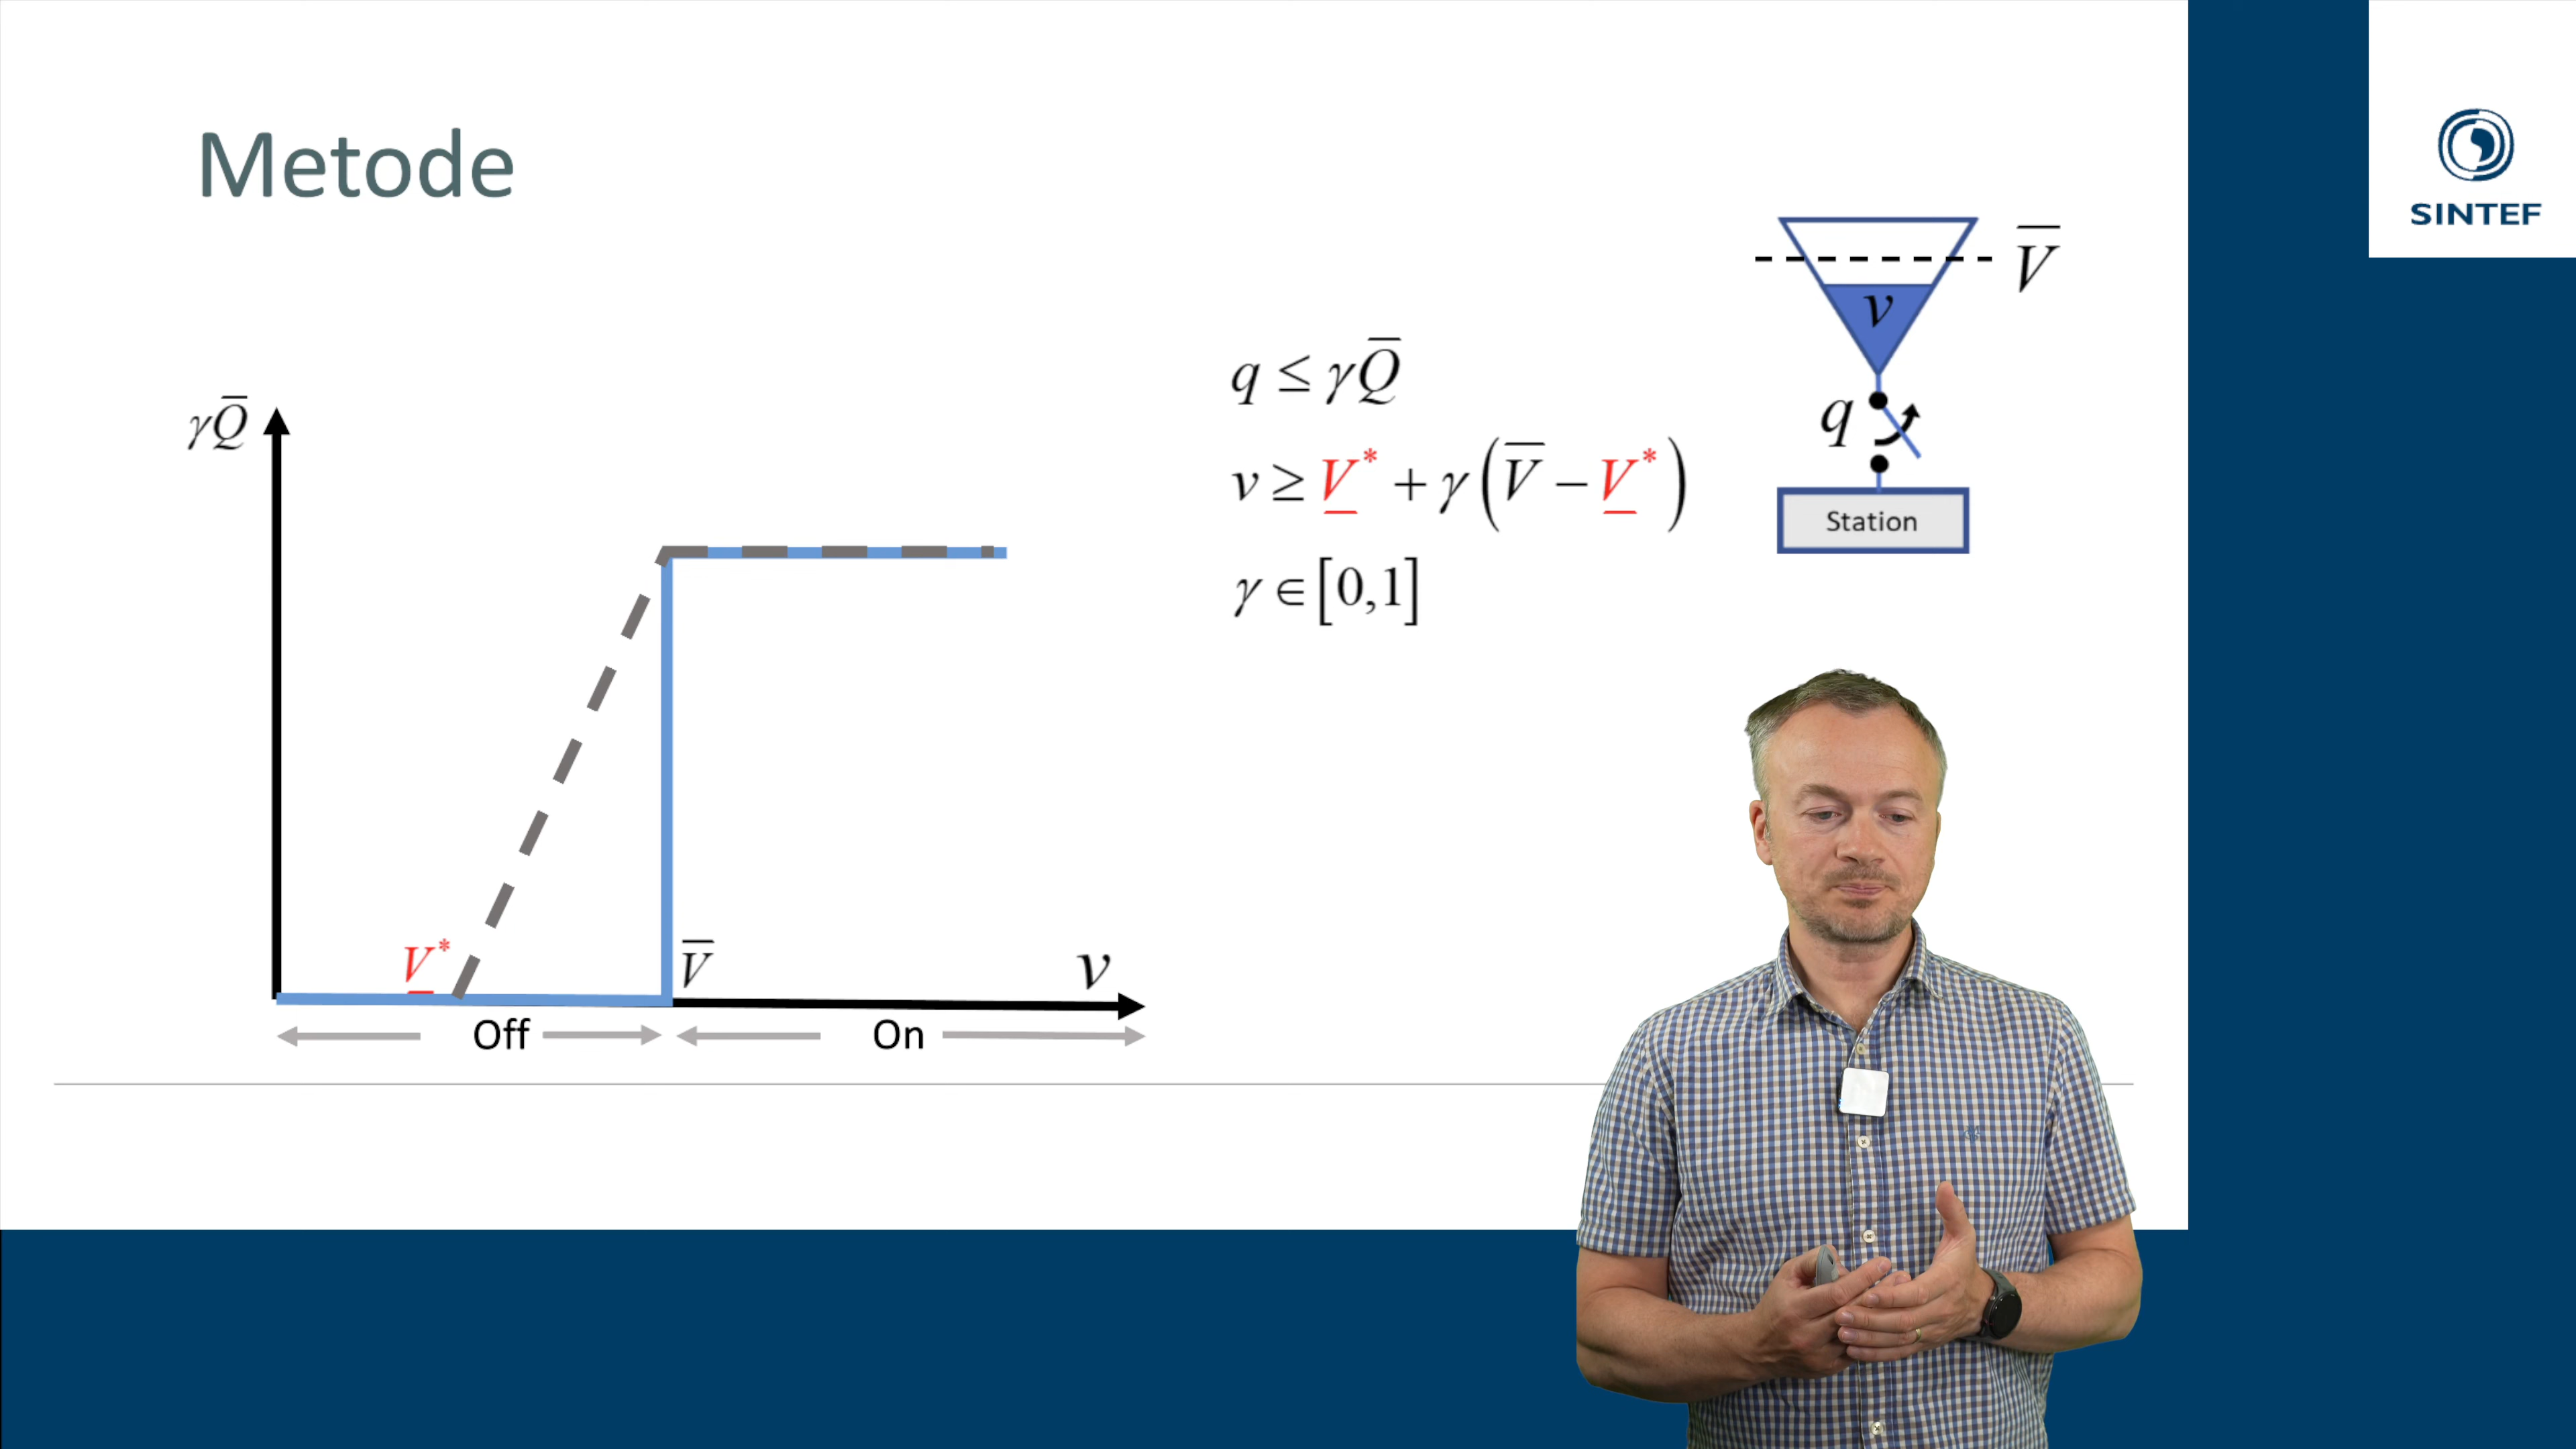 Metode
SINTEF
V̅
v
q ≤ γQ̅
q
γQ̅
v ≥ V̲* + γ(V̅ − V̲*)
Station
γ ∈ [0,1]
V̲*
V̅
v
Off
On